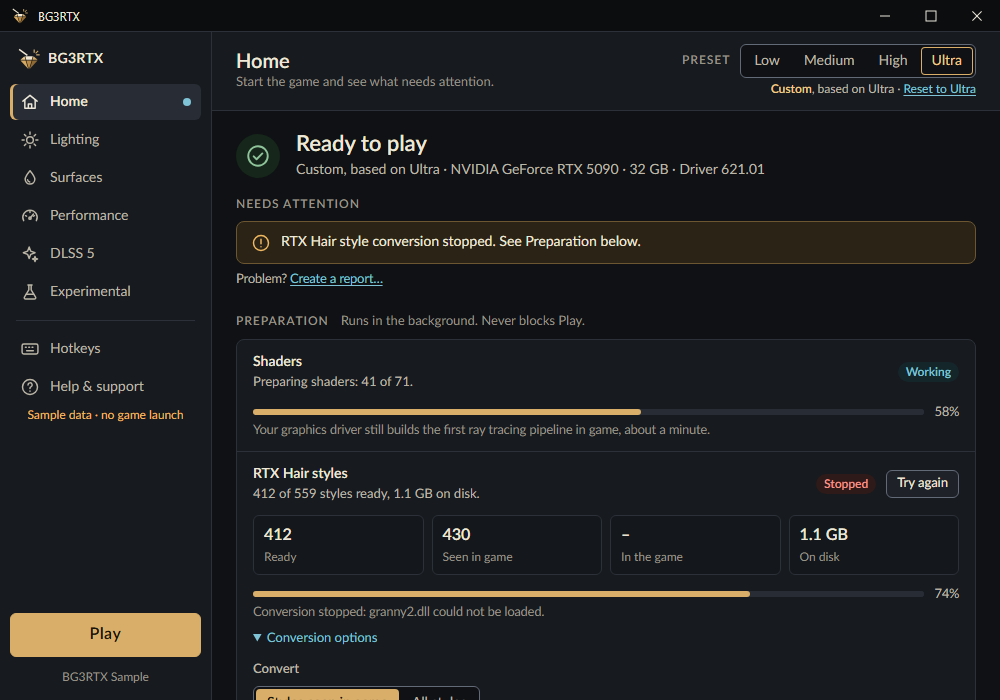 BG3RTX
BG3RTX
Home
Lighting
Surfaces
Performance
DLSS 5
Experimental
Hotkeys
Help & support
Sample data · no game launch
Play
BG3RTX Sample
Home
Start the game and see what needs attention.
PRESET Low Medium High Ultra
Custom, based on Ultra · Reset to Ultra
Ready to play
Custom, based on Ultra · NVIDIA GeForce RTX 5090 · 32 GB · Driver 621.01
NEEDS ATTENTION
RTX Hair style conversion stopped. See Preparation below.
Problem? Create a report...
PREPARATION Runs in the background. Never blocks Play.
Shaders
Preparing shaders: 41 of 71.
Working
58%
Your graphics driver still builds the first ray tracing pipeline in game, about a minute.
RTX Hair styles
412 of 559 styles ready, 1.1 GB on disk.
Stopped Try again
412
Ready
430
Seen in game
–
In the game
1.1 GB
On disk
74%
Conversion stopped: granny2.dll could not be loaded.
Conversion options
Convert